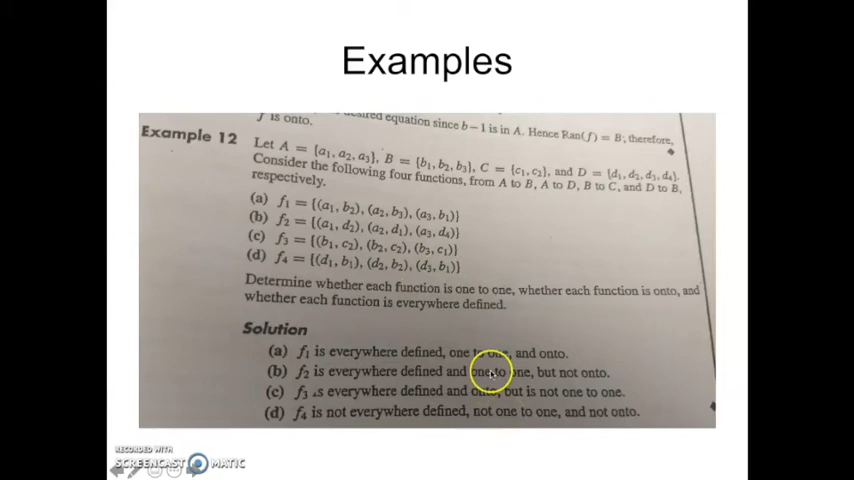 Examples
desired equation since b − 1 is in A. Hence Ran(f) = B; therefore,
f is onto.
Example 12
Let A = {a₁, a₂, a₃}, B = {b₁, b₂, b₃}, C = {c₁, c₂}, and D = {d₁, d₂, d₃, d₄}.
Consider the following four functions, from A to B, A to D, B to C, and D to B,
respectively.
(a) f₁ = {(a₁, b₂), (a₂, b₃), (a₃, b₁)}
(b) f₂ = {(a₁, d₂), (a₂, d₁), (a₃, d₄)}
(c) f₃ = {(b₁, c₂), (b₂, c₂), (b₃, c₁)}
(d) f₄ = {(d₁, b₁), (d₂, b₂), (d₃, b₁)}
Determine whether each function is one to one, whether each function is onto, and
whether each function is everywhere defined.
Solution
(a) f₁ is everywhere defined, one to one, and onto.
(b) f₂ is everywhere defined and one to one, but not onto.
(c) f₃ is everywhere defined and onto, but is not one to one.
(d) f₄ is not everywhere defined, not one to one, and not onto.
RECORDED WITH
SCREENCAST MATIC